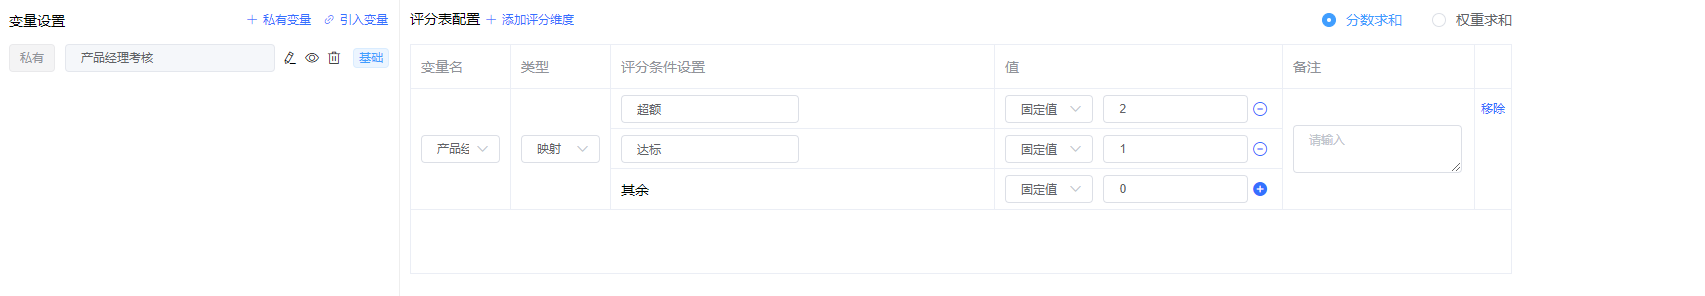 变量设置
私有变量
引入变量
私有
产品经理考核
基础
评分表配置
添加评分维度
分数求和
权重求和
变量名
类型
评分条件设置
值
备注
产品经
映射
超额
固定值
2
达标
固定值
1
其余
固定值
0
请输入
移除